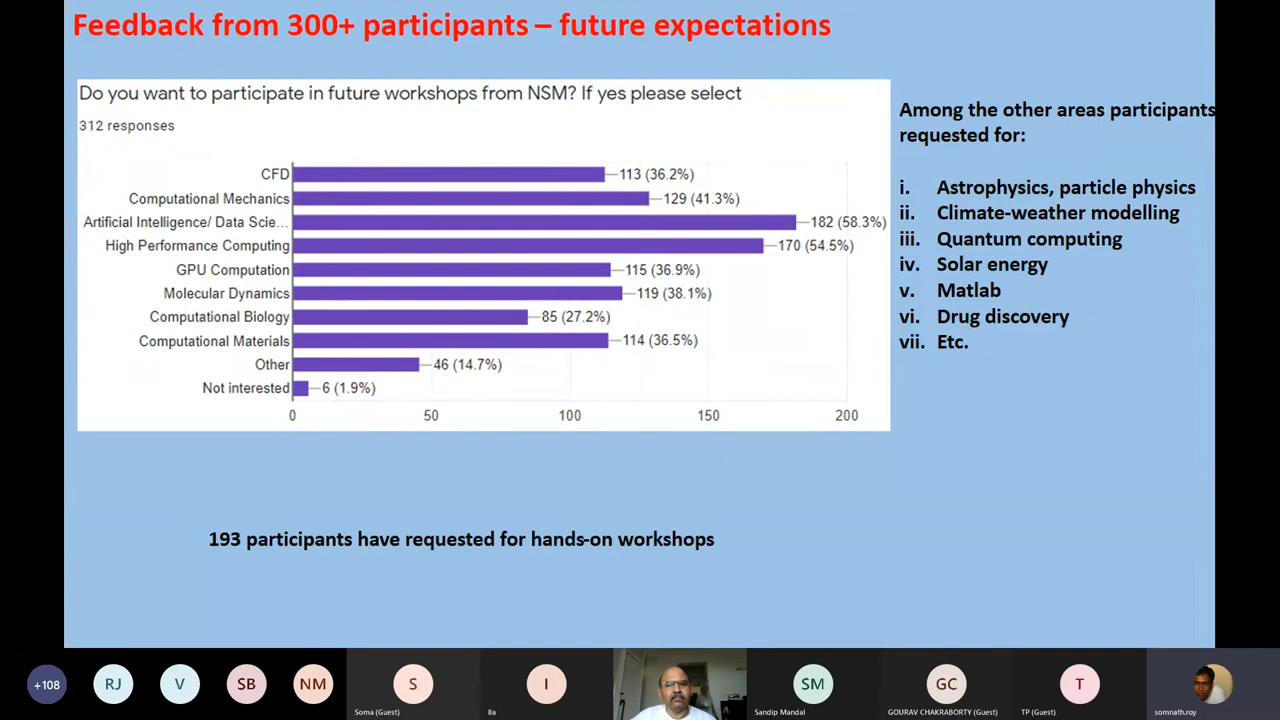 Feedback from 300+ participants – future expectations
Do you want to participate in future workshops from NSM? If yes please select
312 responses
CFD 113 (36.2%)
Computational Mechanics 129 (41.3%)
Artificial Intelligence/ Data Scie... 182 (58.3%)
High Performance Computing 170 (54.5%)
GPU Computation 115 (36.9%)
Molecular Dynamics 119 (38.1%)
Computational Biology 85 (27.2%)
Computational Materials 114 (36.5%)
Other 46 (14.7%)
Not interested 6 (1.9%)
0 50 100 150 200
Among the other areas participants
requested for:
i. Astrophysics, particle physics
ii. Climate-weather modelling
iii. Quantum computing
iv. Solar energy
v. Matlab
vi. Drug discovery
vii. Etc.
193 participants have requested for hands-on workshops
+108 RJ V SB NM S I SM GC T
Soma (Guest) Ila Sandip Mandal GOURAV CHAKRABORTY (Guest) TP (Guest) somnath.roy